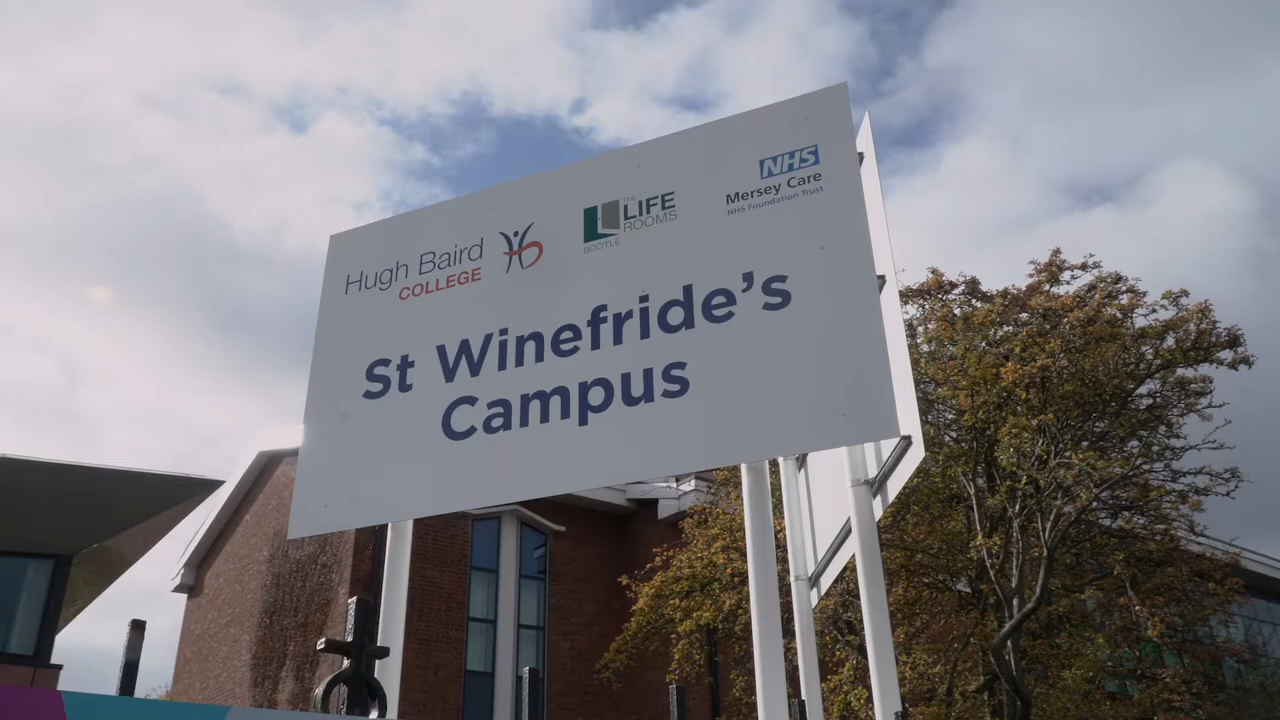 Hugh Baird
COLLEGE
The
LIFE
ROOMS
BOOTLE
NHS
Mersey Care
NHS Foundation Trust
St Winefride’s
Campus